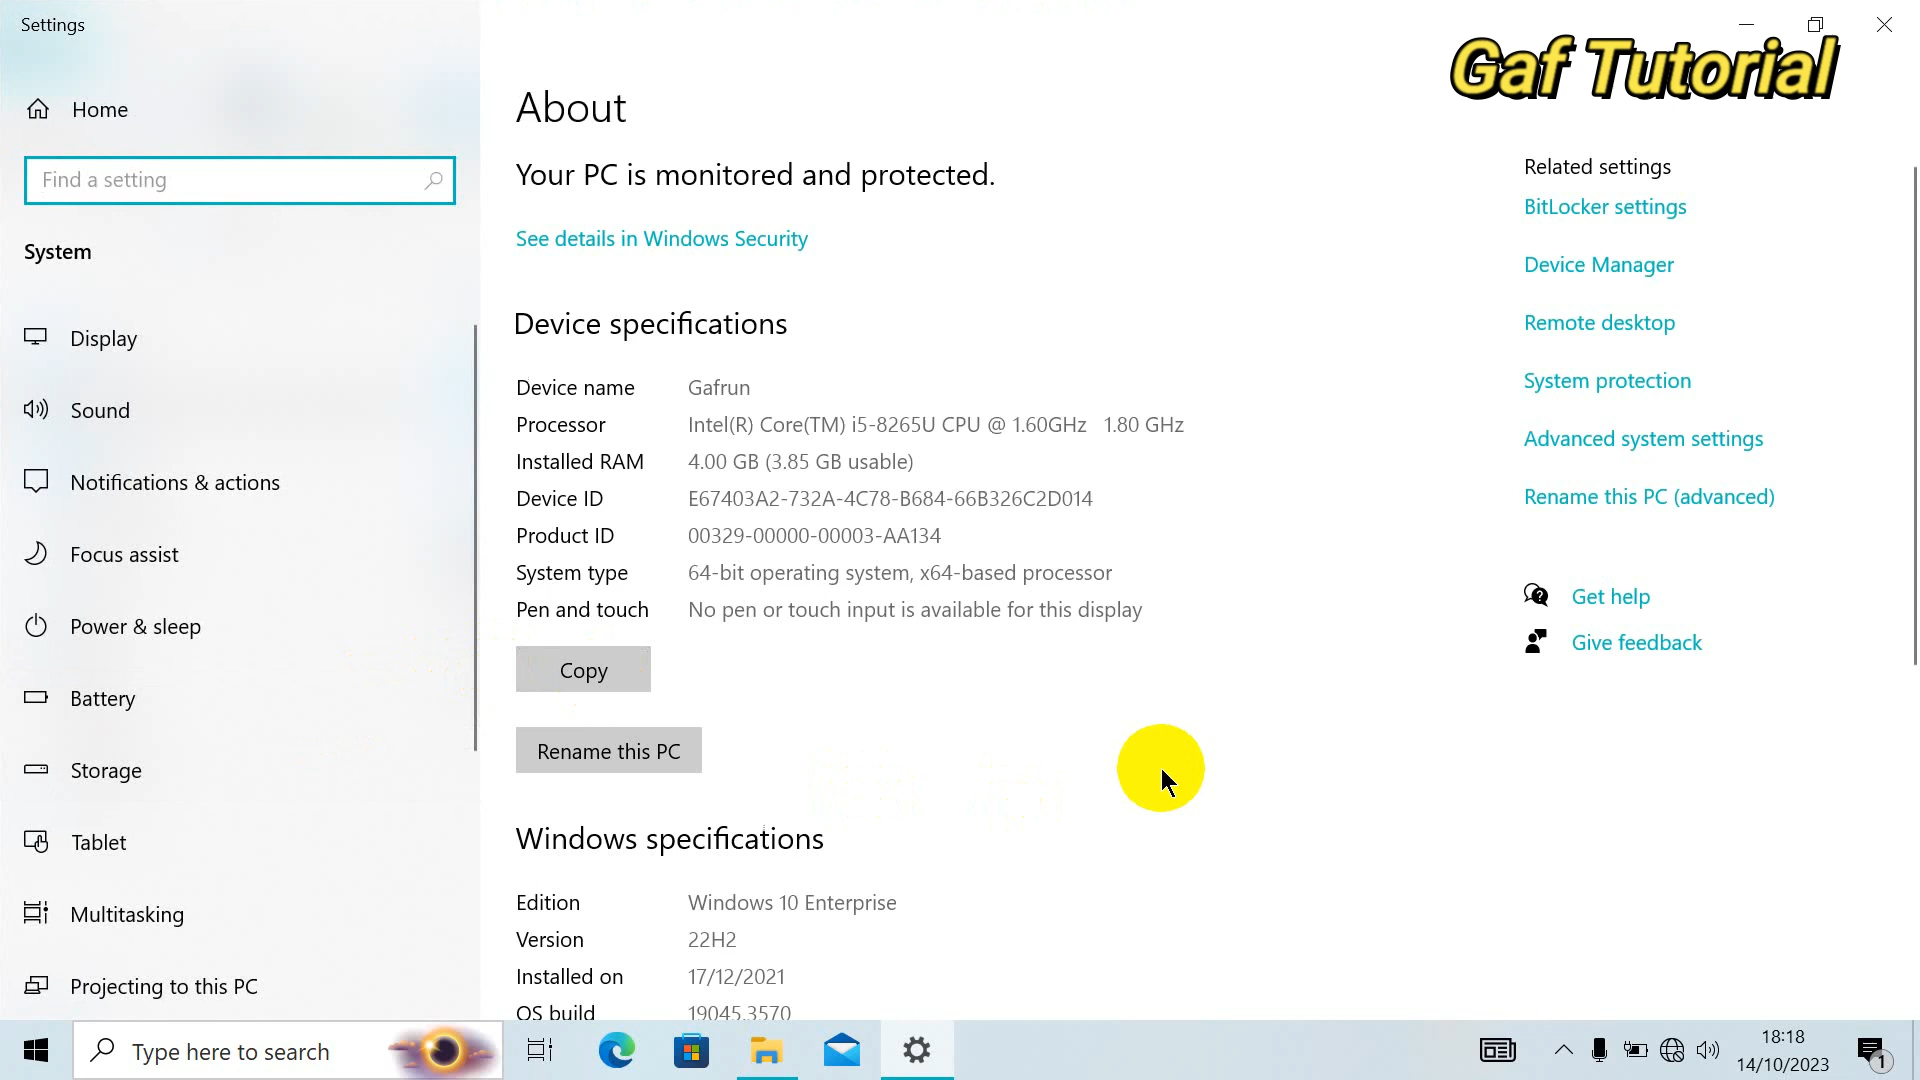 Settings
Gaf Tutorial
Home
Find a setting
System
Display
Sound
Notifications & actions
Focus assist
Power & sleep
Battery
Storage
Tablet
Multitasking
Projecting to this PC
About
Your PC is monitored and protected.
See details in Windows Security
Device specifications
Device name Gafrun
Processor Intel(R) Core(TM) i5-8265U CPU @ 1.60GHz 1.80 GHz
Installed RAM 4.00 GB (3.85 GB usable)
Device ID E67403A2-732A-4C78-B684-66B326C2D014
Product ID 00329-00000-00003-AA134
System type 64-bit operating system, x64-based processor
Pen and touch No pen or touch input is available for this display
Copy
Rename this PC
Windows specifications
Edition Windows 10 Enterprise
Version 22H2
Installed on 17/12/2021
OS build 19045.3570
Related settings
BitLocker settings
Device Manager
Remote desktop
System protection
Advanced system settings
Rename this PC (advanced)
Get help
Give feedback
Type here to search
18:18
14/10/2023
1